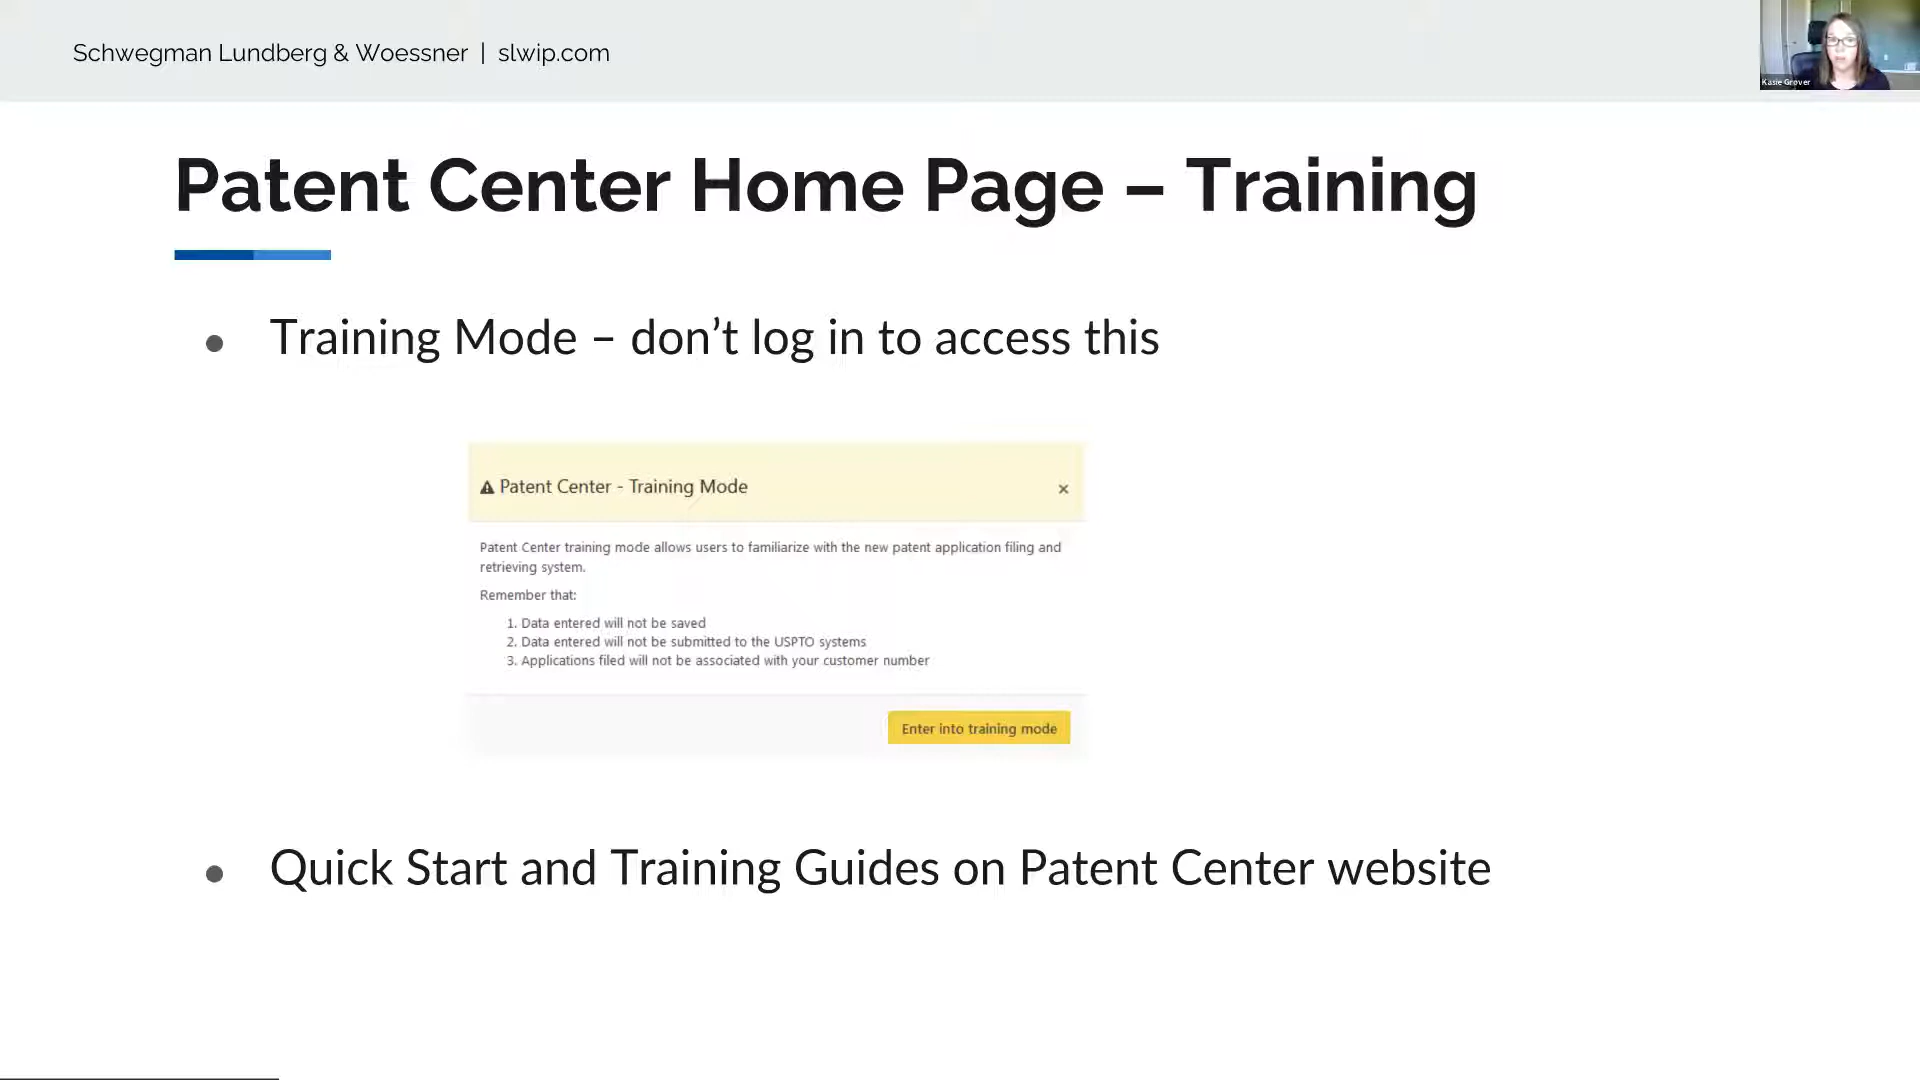 Schwegman Lundberg & Woessner | slwip.com
Kasie Grover
Patent Center Home Page – Training
● Training Mode – don’t log in to access this
Patent Center - Training Mode ×
Patent Center training mode allows users to familiarize with the new patent application filing and
retrieving system.
Remember that:
1. Data entered will not be saved
2. Data entered will not be submitted to the USPTO systems
3. Applications filed will not be associated with your customer number
Enter into training mode
● Quick Start and Training Guides on Patent Center website